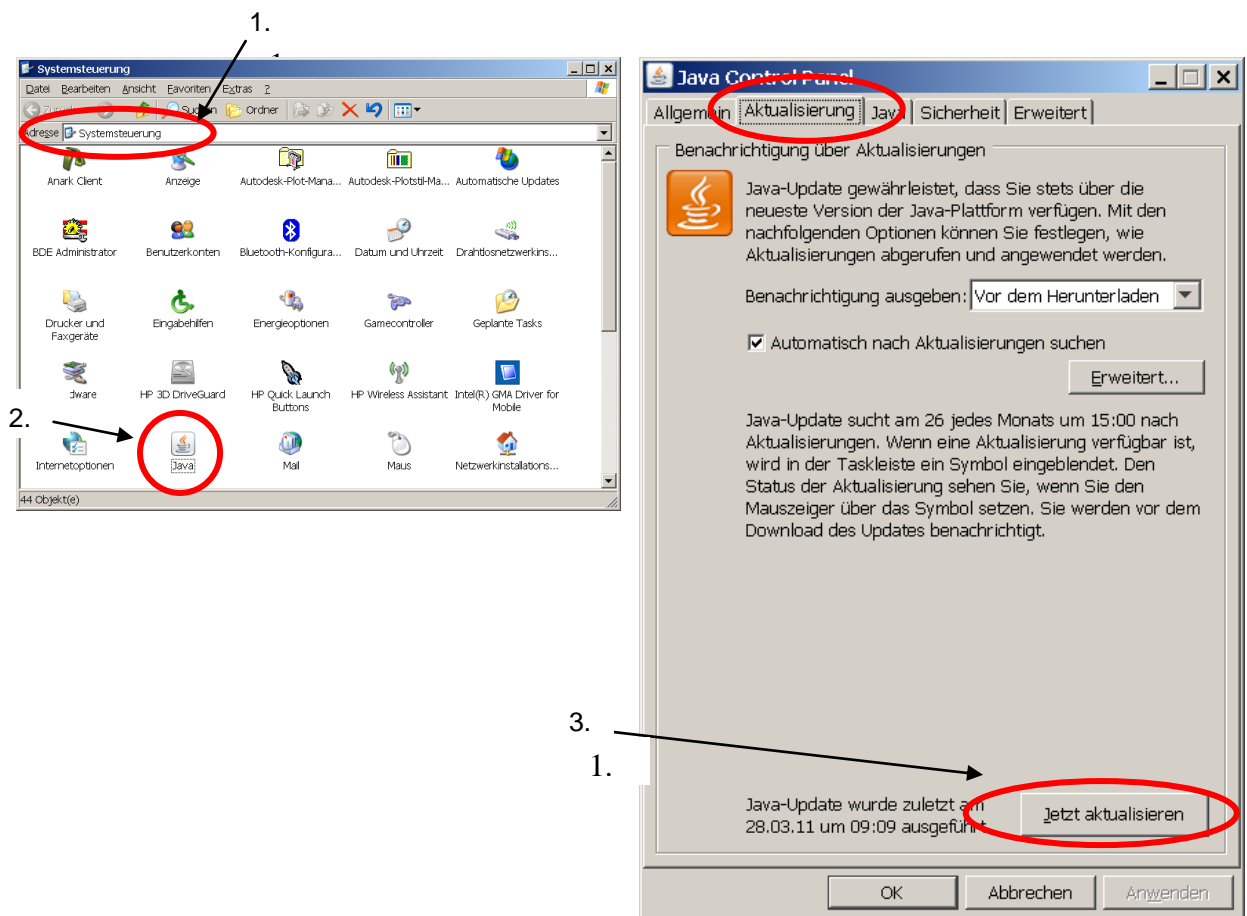 1.
Systemsteuerung
Datei Bearbeiten Ansicht Favoriten Extras ?
Ordner
Adresse Systemsteuerung
Anark Client Anzeige Autodesk-Plot-Mana... Autodesk-Plotstil-Ma... Automatische Updates
BDE Administrator Benutzerkonten Bluetooth-Konfigura... Datum und Uhrzeit Drahtlosnetzwerkins...
Drucker und Faxgeräte Eingabehilfen Energieoptionen Gamecontroller Geplante Tasks
dware HP 3D DriveGuard HP Quick Launch Buttons HP Wireless Assistant Intel(R) GMA Driver for Mobile
2.
Internetoptionen Java Mail Maus Netzwerkinstallations...
44 Objekt(e)
Java Control Panel
Allgemein Aktualisierung Java Sicherheit Erweitert
Benachrichtigung über Aktualisierungen
Java-Update gewährleistet, dass Sie stets über die
neueste Version der Java-Plattform verfügen. Mit den
nachfolgenden Optionen können Sie festlegen, wie
Aktualisierungen abgerufen und angewendet werden.
Benachrichtigung ausgeben: Vor dem Herunterladen
Automatisch nach Aktualisierungen suchen
Erweitert...
Java-Update sucht am 26 jedes Monats um 15:00 nach
Aktualisierungen. Wenn eine Aktualisierung verfügbar ist,
wird in der Taskleiste ein Symbol eingeblendet. Den
Status der Aktualisierung sehen Sie, wenn Sie den
Mauszeiger über das Symbol setzen. Sie werden vor dem
Download des Updates benachrichtigt.
3.
1.
Java-Update wurde zuletzt am
28.03.11 um 09:09 ausgeführt
Jetzt aktualisieren
OK Abbrechen Anwenden